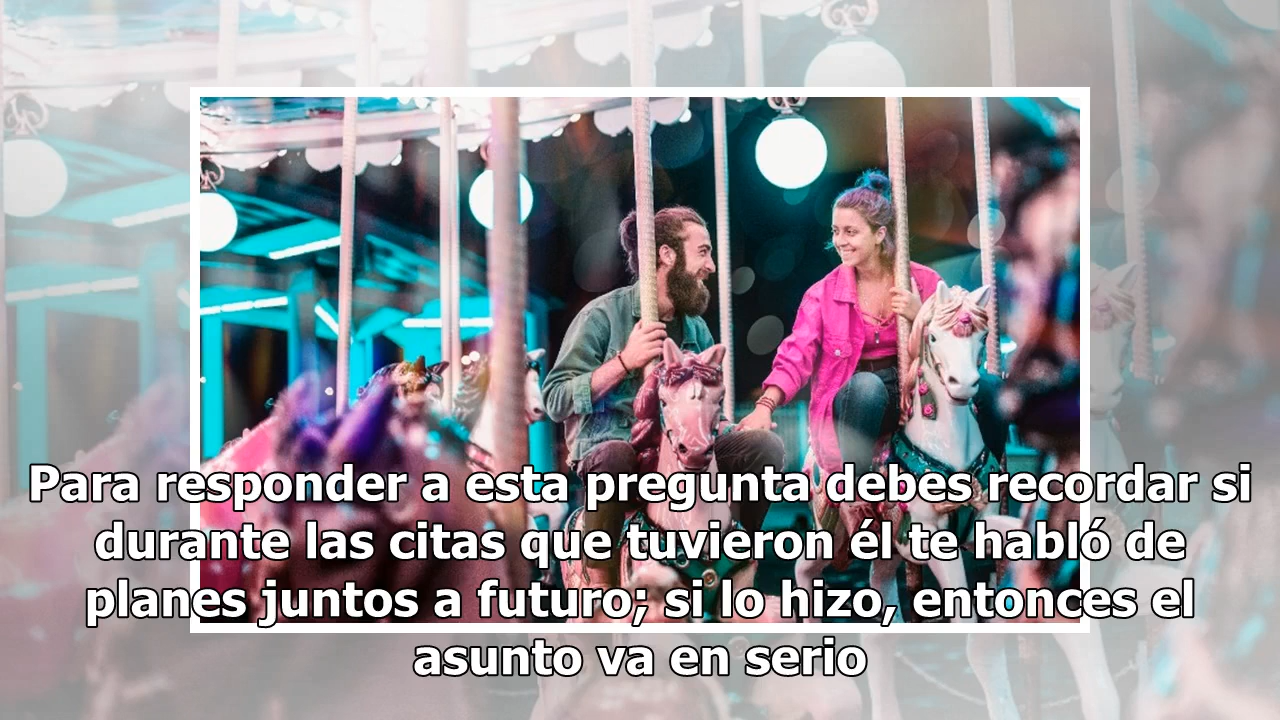 Para responder a esta pregunta debes recordar si
durante las citas que tuvieron él te habló de
planes juntos a futuro; si lo hizo, entonces el
asunto va en serio